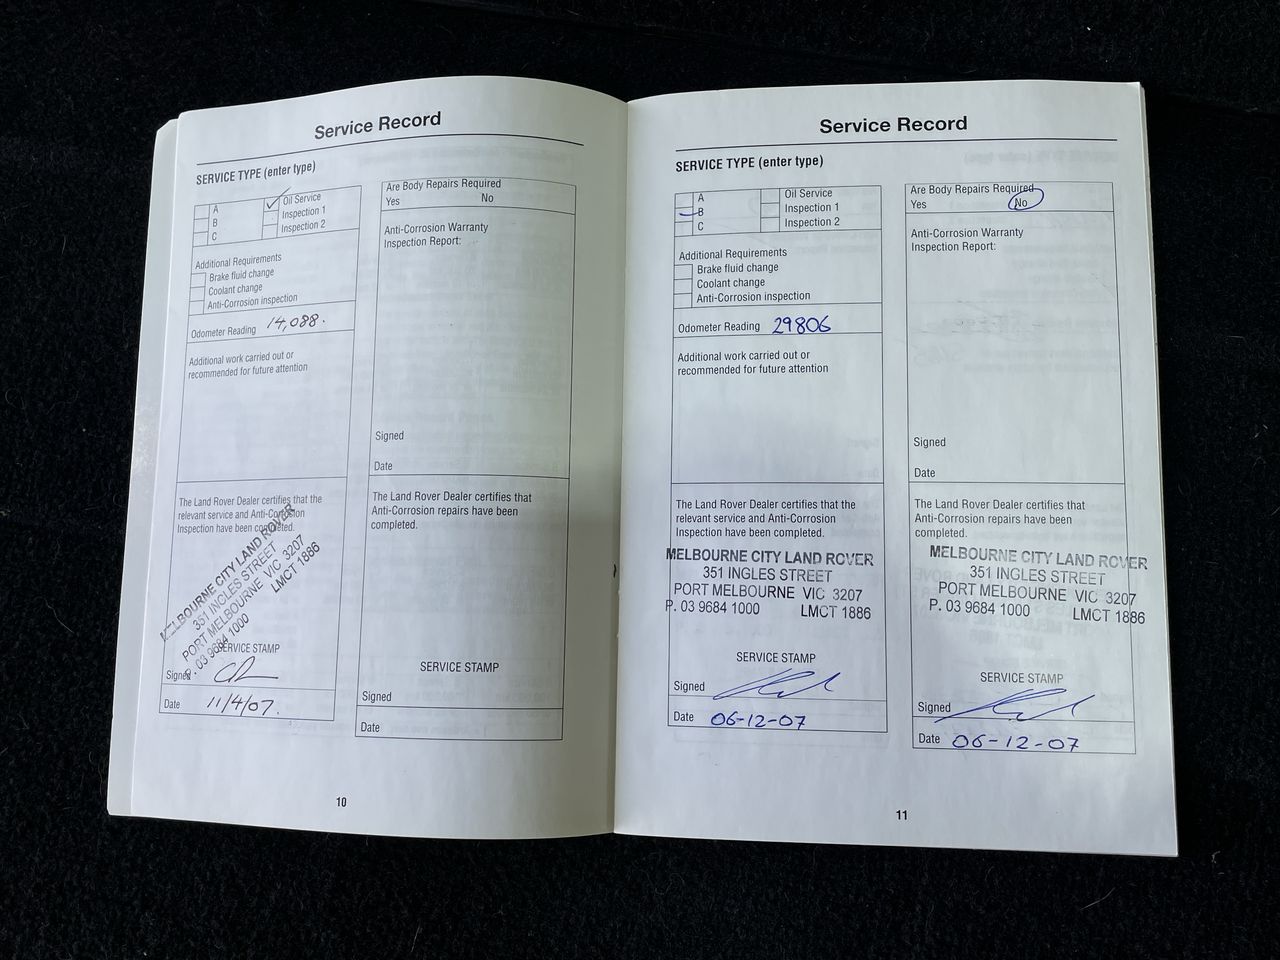 Service Record
SERVICE TYPE (enter type)
A
B
C
Oil Service
Inspection 1
Inspection 2
Additional Requirements
Brake fluid change
Coolant change
Anti-Corrosion inspection
Odometer Reading 14,088.
Additional work carried out or
recommended for future attention
The Land Rover Dealer certifies that the
relevant service and Anti-Corrosion
Inspection have been completed.
MELBOURNE CITY LAND ROVER
351 INGLES STREET
PORT MELBOURNE VIC 3207
P. 03 9684 1000 LMCT 1886
SERVICE STAMP
Signed
Date 11/4/07.
Are Body Repairs Required
Yes No
Anti-Corrosion Warranty
Inspection Report:
Signed
Date
The Land Rover Dealer certifies that
Anti-Corrosion repairs have been
completed.
SERVICE STAMP
Signed
Date
10
Service Record
SERVICE TYPE (enter type)
A
B
C
Oil Service
Inspection 1
Inspection 2
Additional Requirements
Brake fluid change
Coolant change
Anti-Corrosion inspection
Odometer Reading 29806
Additional work carried out or
recommended for future attention
The Land Rover Dealer certifies that the
relevant service and Anti-Corrosion
Inspection have been completed.
MELBOURNE CITY LAND ROVER
351 INGLES STREET
PORT MELBOURNE VIC 3207
P. 03 9684 1000 LMCT 1886
SERVICE STAMP
Signed
Date 06-12-07
Are Body Repairs Required
Yes No
Anti-Corrosion Warranty
Inspection Report:
Signed
Date
The Land Rover Dealer certifies that
Anti-Corrosion repairs have been
completed.
MELBOURNE CITY LAND ROVER
351 INGLES STREET
PORT MELBOURNE VIC 3207
P. 03 9684 1000 LMCT 1886
SERVICE STAMP
Signed
Date 06-12-07
11